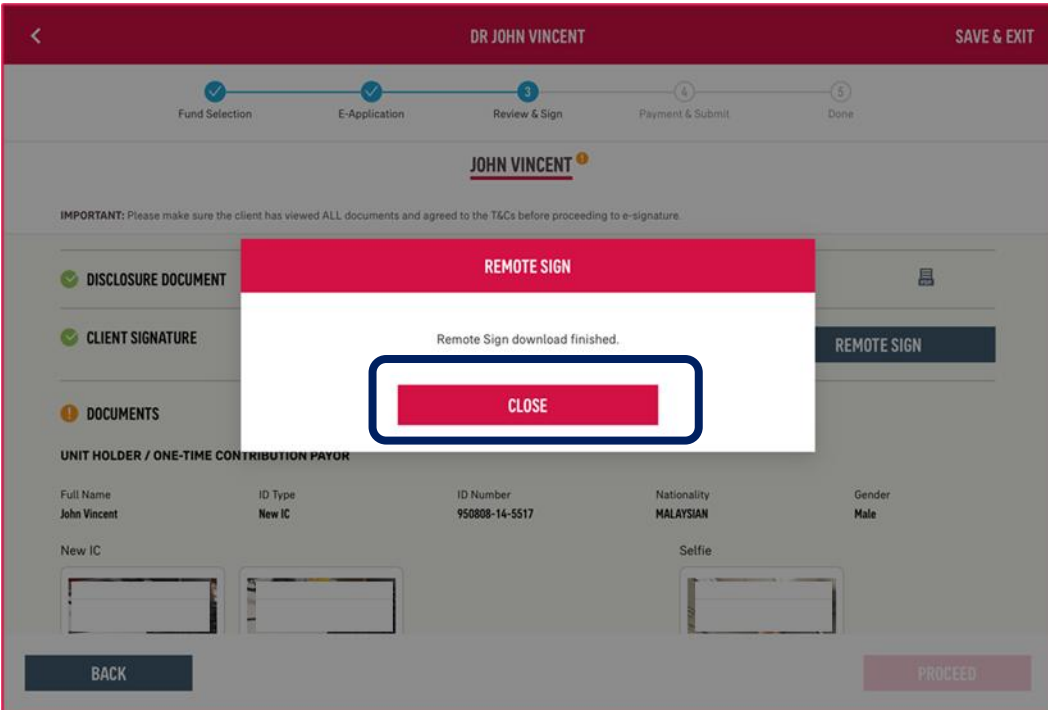 DR JOHN VINCENT
SAVE & EXIT
3
4
5
Fund Selection
E-Application
Review & Sign
Payment & Submit
Done
JOHN VINCENT
IMPORTANT: Please make sure the client has viewed ALL documents and agreed to the T&Cs before proceeding to e-signature.
REMOTE SIGN
DISCLOSURE DOCUMENT
PDF
Remote Sign download finished.
CLIENT SIGNATURE
REMOTE SIGN
CLOSE
DOCUMENTS
UNIT HOLDER / ONE-TIME CONTRIBUTION PAYOR
Full Name
ID Type
ID Number
Nationality
Gender
John Vincent
New IC
950808-14-5517
MALAYSIAN
Male
New IC
Selfie
BACK
PROCEED